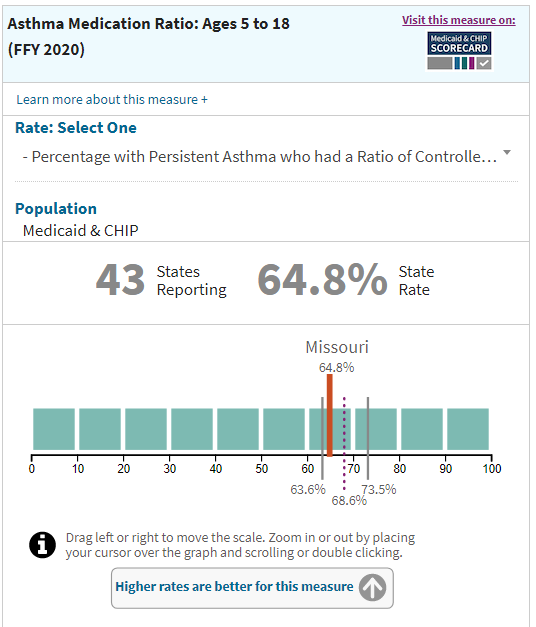 Asthma Medication Ratio: Ages 5 to 18
(FFY 2020)
Visit this measure on:
Medicaid & CHIP
SCORECARD
Learn more about this measure +
Rate: Select One
- Percentage with Persistent Asthma who had a Ratio of Controlle...
Population
Medicaid & CHIP
43 States Reporting
64.8% State Rate
Missouri
64.8%
0 10 20 30 40 50 60 70 80 90 100
63.6% 73.5%
68.6%
Drag left or right to move the scale. Zoom in or out by placing
your cursor over the graph and scrolling or double clicking.
Higher rates are better for this measure